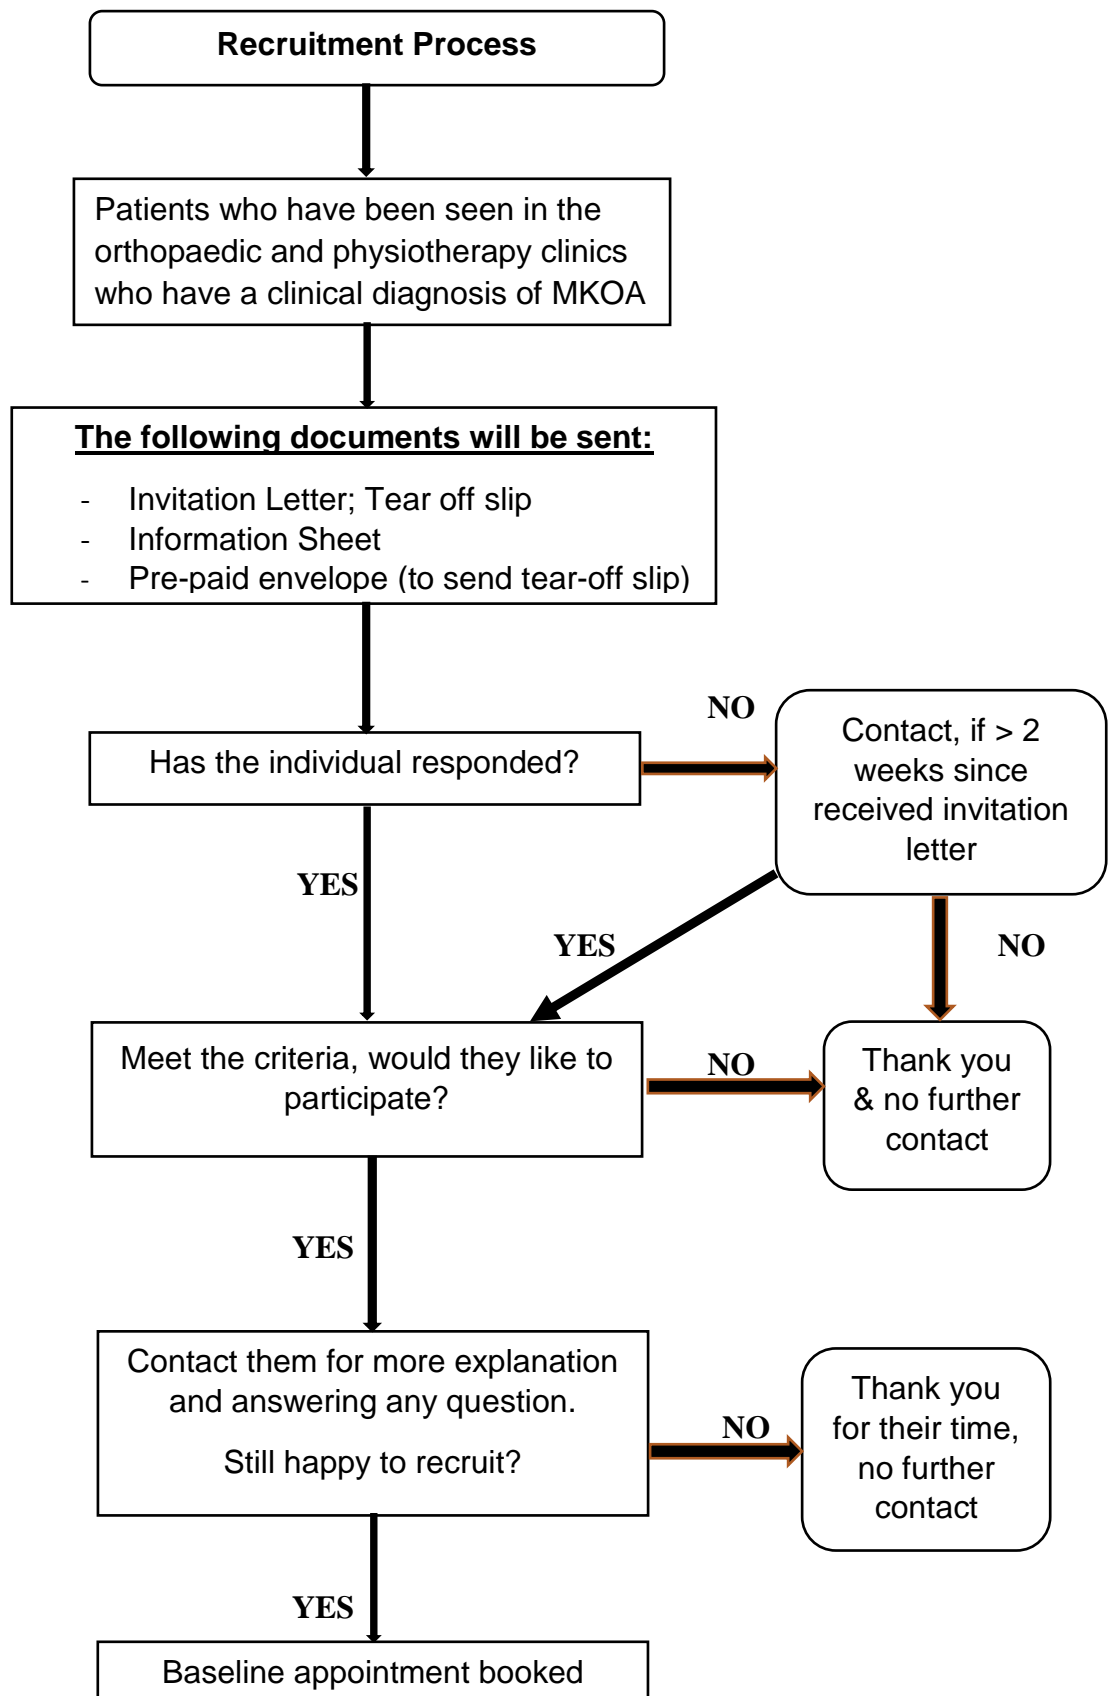 Recruitment Process
Patients who have been seen in the
orthopaedic and physiotherapy clinics
who have a clinical diagnosis of MKOA
The following documents will be sent:
- Invitation Letter; Tear off slip
- Information Sheet
- Pre-paid envelope (to send tear-off slip)
Has the individual responded?
NO
Contact, if > 2
weeks since
received invitation
letter
YES
YES
NO
Meet the criteria, would they like to
participate?
NO
Thank you
& no further
contact
YES
Contact them for more explanation
and answering any question.
Still happy to recruit?
NO
Thank you
for their time,
no further
contact
YES
Baseline appointment booked